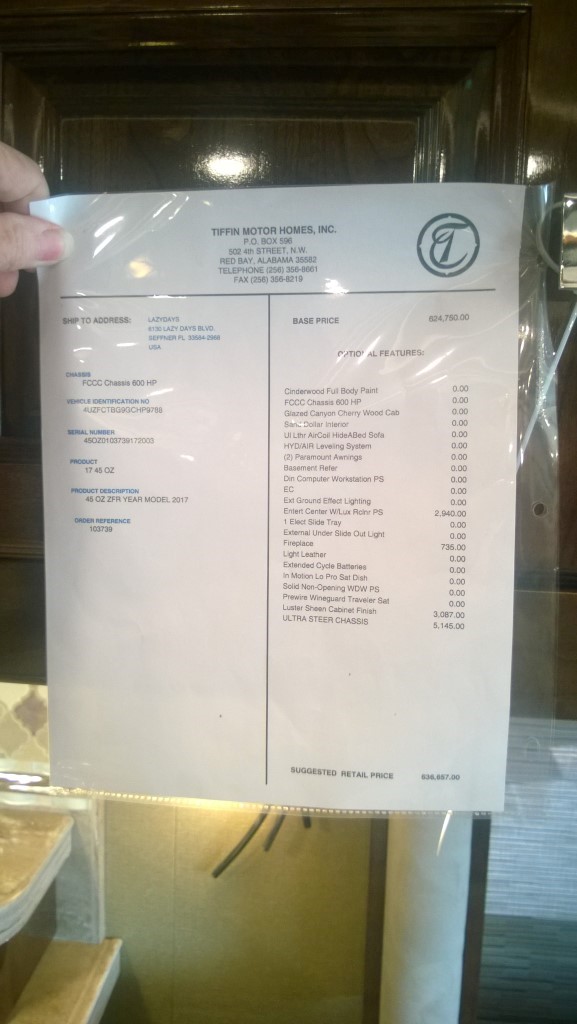 TIFFIN MOTOR HOMES, INC.
P.O. BOX 596
502 4th STREET, N.W.
RED BAY, ALABAMA 35582
TELEPHONE (256) 356-8661
FAX (256) 356-8219
T
SHIP TO ADDRESS: LAZYDAYS
6130 LAZY DAYS BLVD.
SEFFNER FL 33584-2968
USA
CHASSIS
FCCC Chassis 600 HP
VEHICLE IDENTIFICATION NO
4UZFCTBG9GCHP9788
SERIAL NUMBER
45OZ0103739172003
PRODUCT
17 45 OZ
PRODUCT DESCRIPTION
45 OZ ZFR YEAR MODEL 2017
ORDER REFERENCE
103739
BASE PRICE 624,750.00
OPTIONAL FEATURES:
Cinderwood Full Body Paint 0.00
FCCC Chassis 600 HP 0.00
Glazed Canyon Cherry Wood Cab 0.00
Sand Dollar Interior 0.00
Ul Lthr AirCoil HideABed Sofa 0.00
HYD/AIR Leveling System 0.00
(2) Paramount Awnings 0.00
Basement Refer 0.00
Din Computer Workstation PS 0.00
EC 0.00
Ext Ground Effect Lighting 0.00
Entert Center W/Lux Rclnr PS 2,940.00
1 Elect Slide Tray 0.00
External Under Slide Out Light 0.00
Fireplace 735.00
Light Leather 0.00
Extended Cycle Batteries 0.00
In Motion Lo Pro Sat Dish 0.00
Solid Non-Opening WDW PS 0.00
Prewire Winegard Traveler Sat 0.00
Luster Sheen Cabinet Finish 3,087.00
ULTRA STEER CHASSIS 5,145.00
SUGGESTED RETAIL PRICE 636,657.00